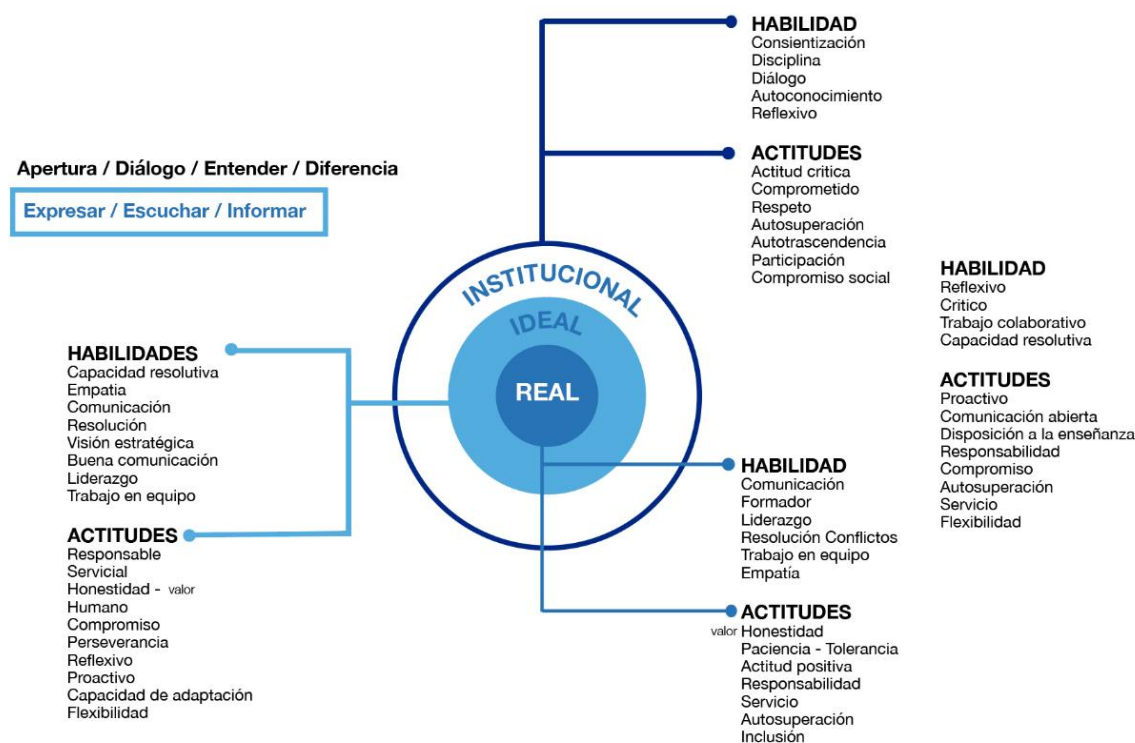 HABILIDAD
Consientización
Disciplina
Diálogo
Autoconocimiento
Reflexivo
ACTITUDES
Actitud critica
Comprometido
Respeto
Autosuperación
Autotrascendencia
Participación
Compromiso social
Apertura / Diálogo / Entender / Diferencia
Expresar / Escuchar / Informar
INSTITUCIONAL
IDEAL
REAL
HABILIDADES
Capacidad resolutiva
Empatia
Comunicación
Resolución
Visión estratégica
Buena comunicación
Liderazgo
Trabajo en equipo
ACTITUDES
Responsable
Servicial
Honestidad - valor
Humano
Compromiso
Perseverancia
Reflexivo
Proactivo
Capacidad de adaptación
Flexibilidad
HABILIDAD
Comunicación
Formador
Liderazgo
Resolución Conflictos
Trabajo en equipo
Empatía
ACTITUDES
valor Honestidad
Paciencia - Tolerancia
Actitud positiva
Responsabilidad
Servicio
Autosuperación
Inclusión
HABILIDAD
Reflexivo
Critico
Trabajo colaborativo
Capacidad resolutiva
ACTITUDES
Proactivo
Comunicación abierta
Disposición a la enseñanza
Responsabilidad
Compromiso
Autosuperación
Servicio
Flexibilidad